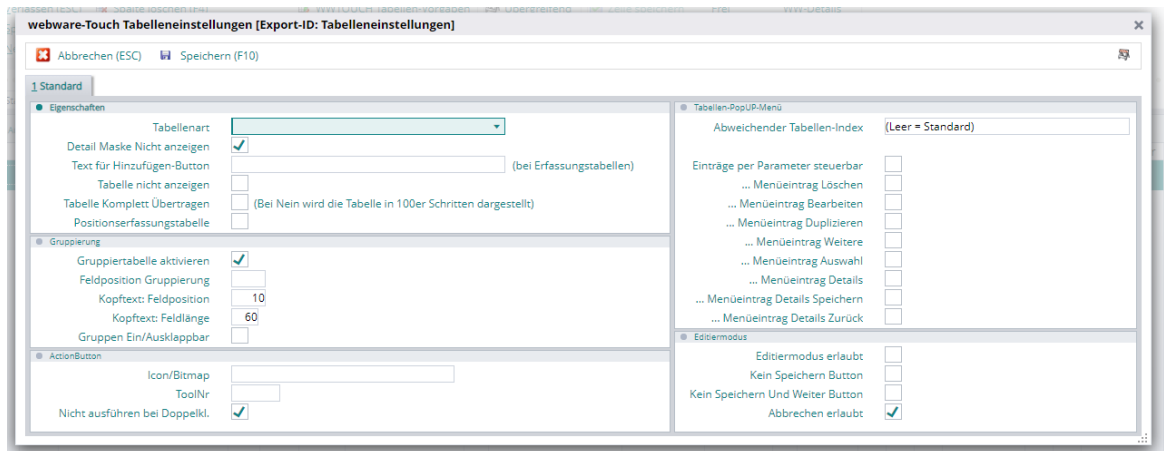 webware-Touch Tabelleneinstellungen [Export-ID: Tabelleneinstellungen]
Abbrechen (ESC) Speichern (F10)
1 Standard
Eigenschaften
Tabellenart
Detail Maske Nicht anzeigen
Text für Hinzufügen-Button (bei Erfassungstabellen)
Tabelle nicht anzeigen
Tabelle Komplett Übertragen (Bei Nein wird die Tabelle in 100er Schritten dargestellt)
Positionserfassungstabelle
Gruppierung
Gruppiertabelle aktivieren
Feldposition Gruppierung
Kopftext: Feldposition 10
Kopftext: Feldlänge 60
Gruppen Ein/Ausklappbar
ActionButton
Icon/Bitmap
ToolNr
Nicht ausführen bei Doppelkl.
Tabellen-PopUP-Menü
Abweichender Tabellen-Index (Leer = Standard)
Einträge per Parameter steuerbar
... Menüeintrag Löschen
... Menüeintrag Bearbeiten
... Menüeintrag Duplizieren
... Menüeintrag Weitere
... Menüeintrag Auswahl
... Menüeintrag Details
... Menüeintrag Details Speichern
... Menüeintrag Details Zurück
Editiermodus
Editiermodus erlaubt
Kein Speichern Button
Kein Speichern Und Weiter Button
Abbrechen erlaubt